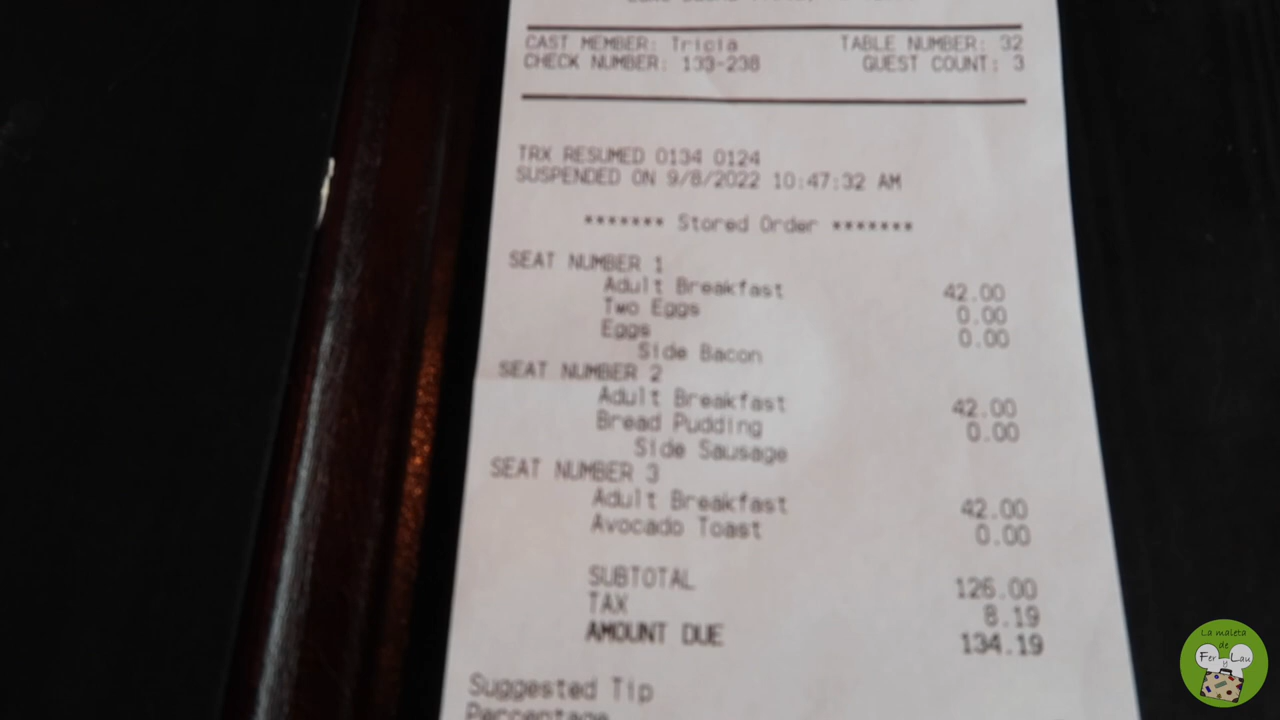 CAST MEMBER: Tricia TABLE NUMBER: 32
CHECK NUMBER: 133-238 GUEST COUNT: 3
TRX RESUMED 0134 0124
SUSPENDED ON 9/8/2022 10:47:32 AM
******* Stored Order *******
SEAT NUMBER 1
Adult Breakfast 42.00
Two Eggs 0.00
Eggs 0.00
Side Bacon
SEAT NUMBER 2
Adult Breakfast 42.00
Bread Pudding 0.00
Side Sausage
SEAT NUMBER 3
Adult Breakfast 42.00
Avocado Toast 0.00
SUBTOTAL 126.00
TAX 8.19
AMOUNT DUE 134.19
Suggested Tip
Percentage
La maleta
de
Fer y Lau